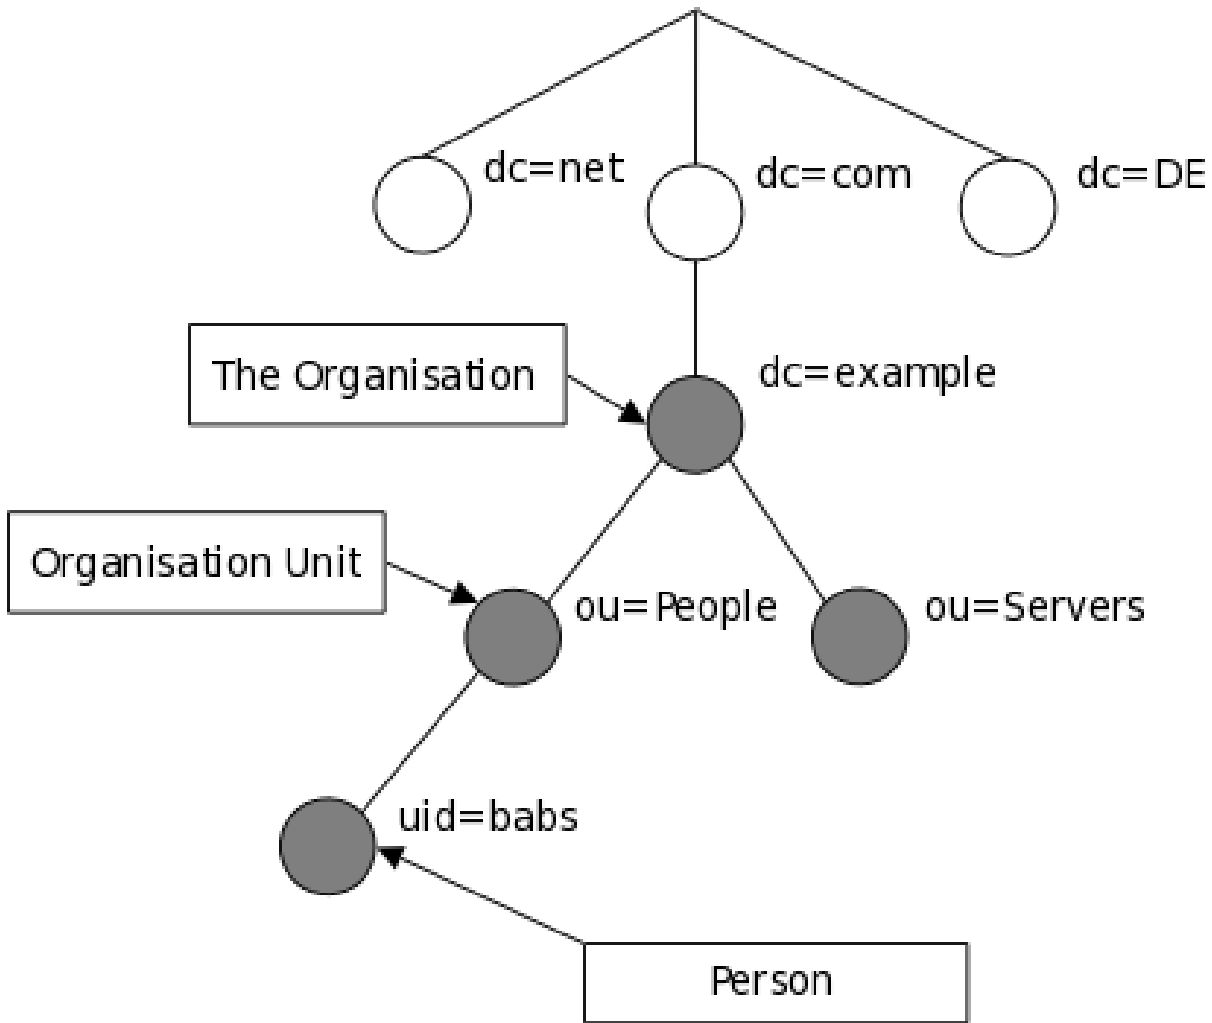 dc=net
dc=com
dc=DE
The Organisation
dc=example
Organisation Unit
ou=People
ou=Servers
uid=babs
Person